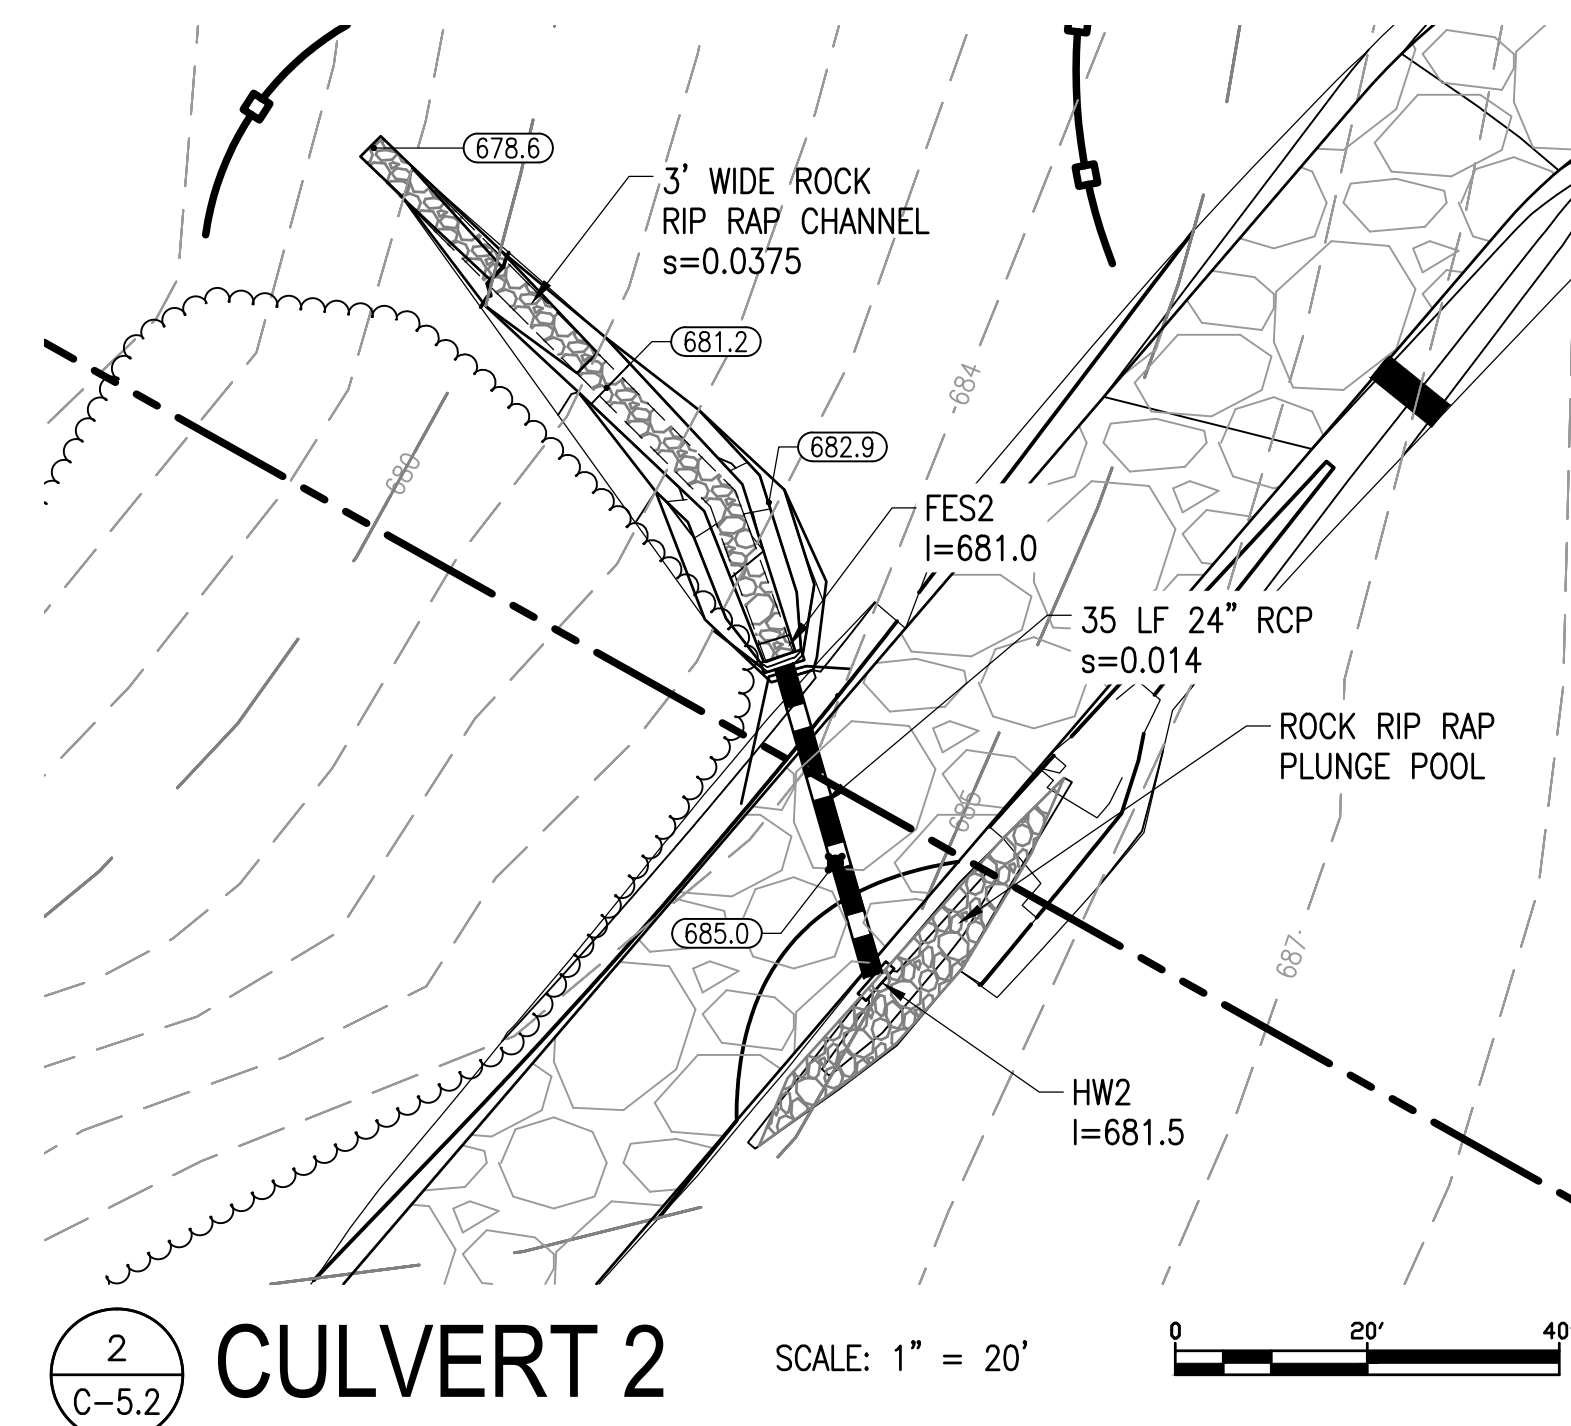 678.6
3' WIDE ROCK
RIP RAP CHANNEL
s=0.0375
681.2
684
682.9
680
FES2
I=681.0
35 LF 24" RCP
s=0.014
ROCK RIP RAP
PLUNGE POOL
685
685.0
687
HW2
I=681.5
2
C-5.2
CULVERT 2
SCALE: 1" = 20'
0 20' 40'